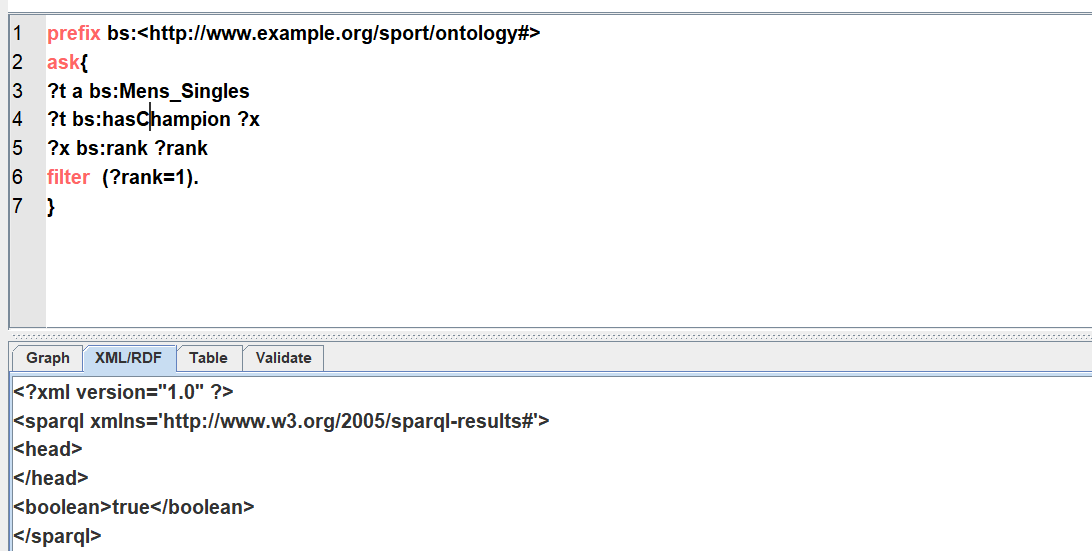 1 prefix bs:<http://www.example.org/sport/ontology#>
2 ask{
3 ?t a bs:Mens_Singles
4 ?t bs:hasChampion ?x
5 ?x bs:rank ?rank
6 filter  (?rank=1).
7 }
Graph XML/RDF Table Validate
<?xml version="1.0" ?>
<sparql xmlns='http://www.w3.org/2005/sparql-results#'>
<head>
</head>
<boolean>true</boolean>
</sparql>